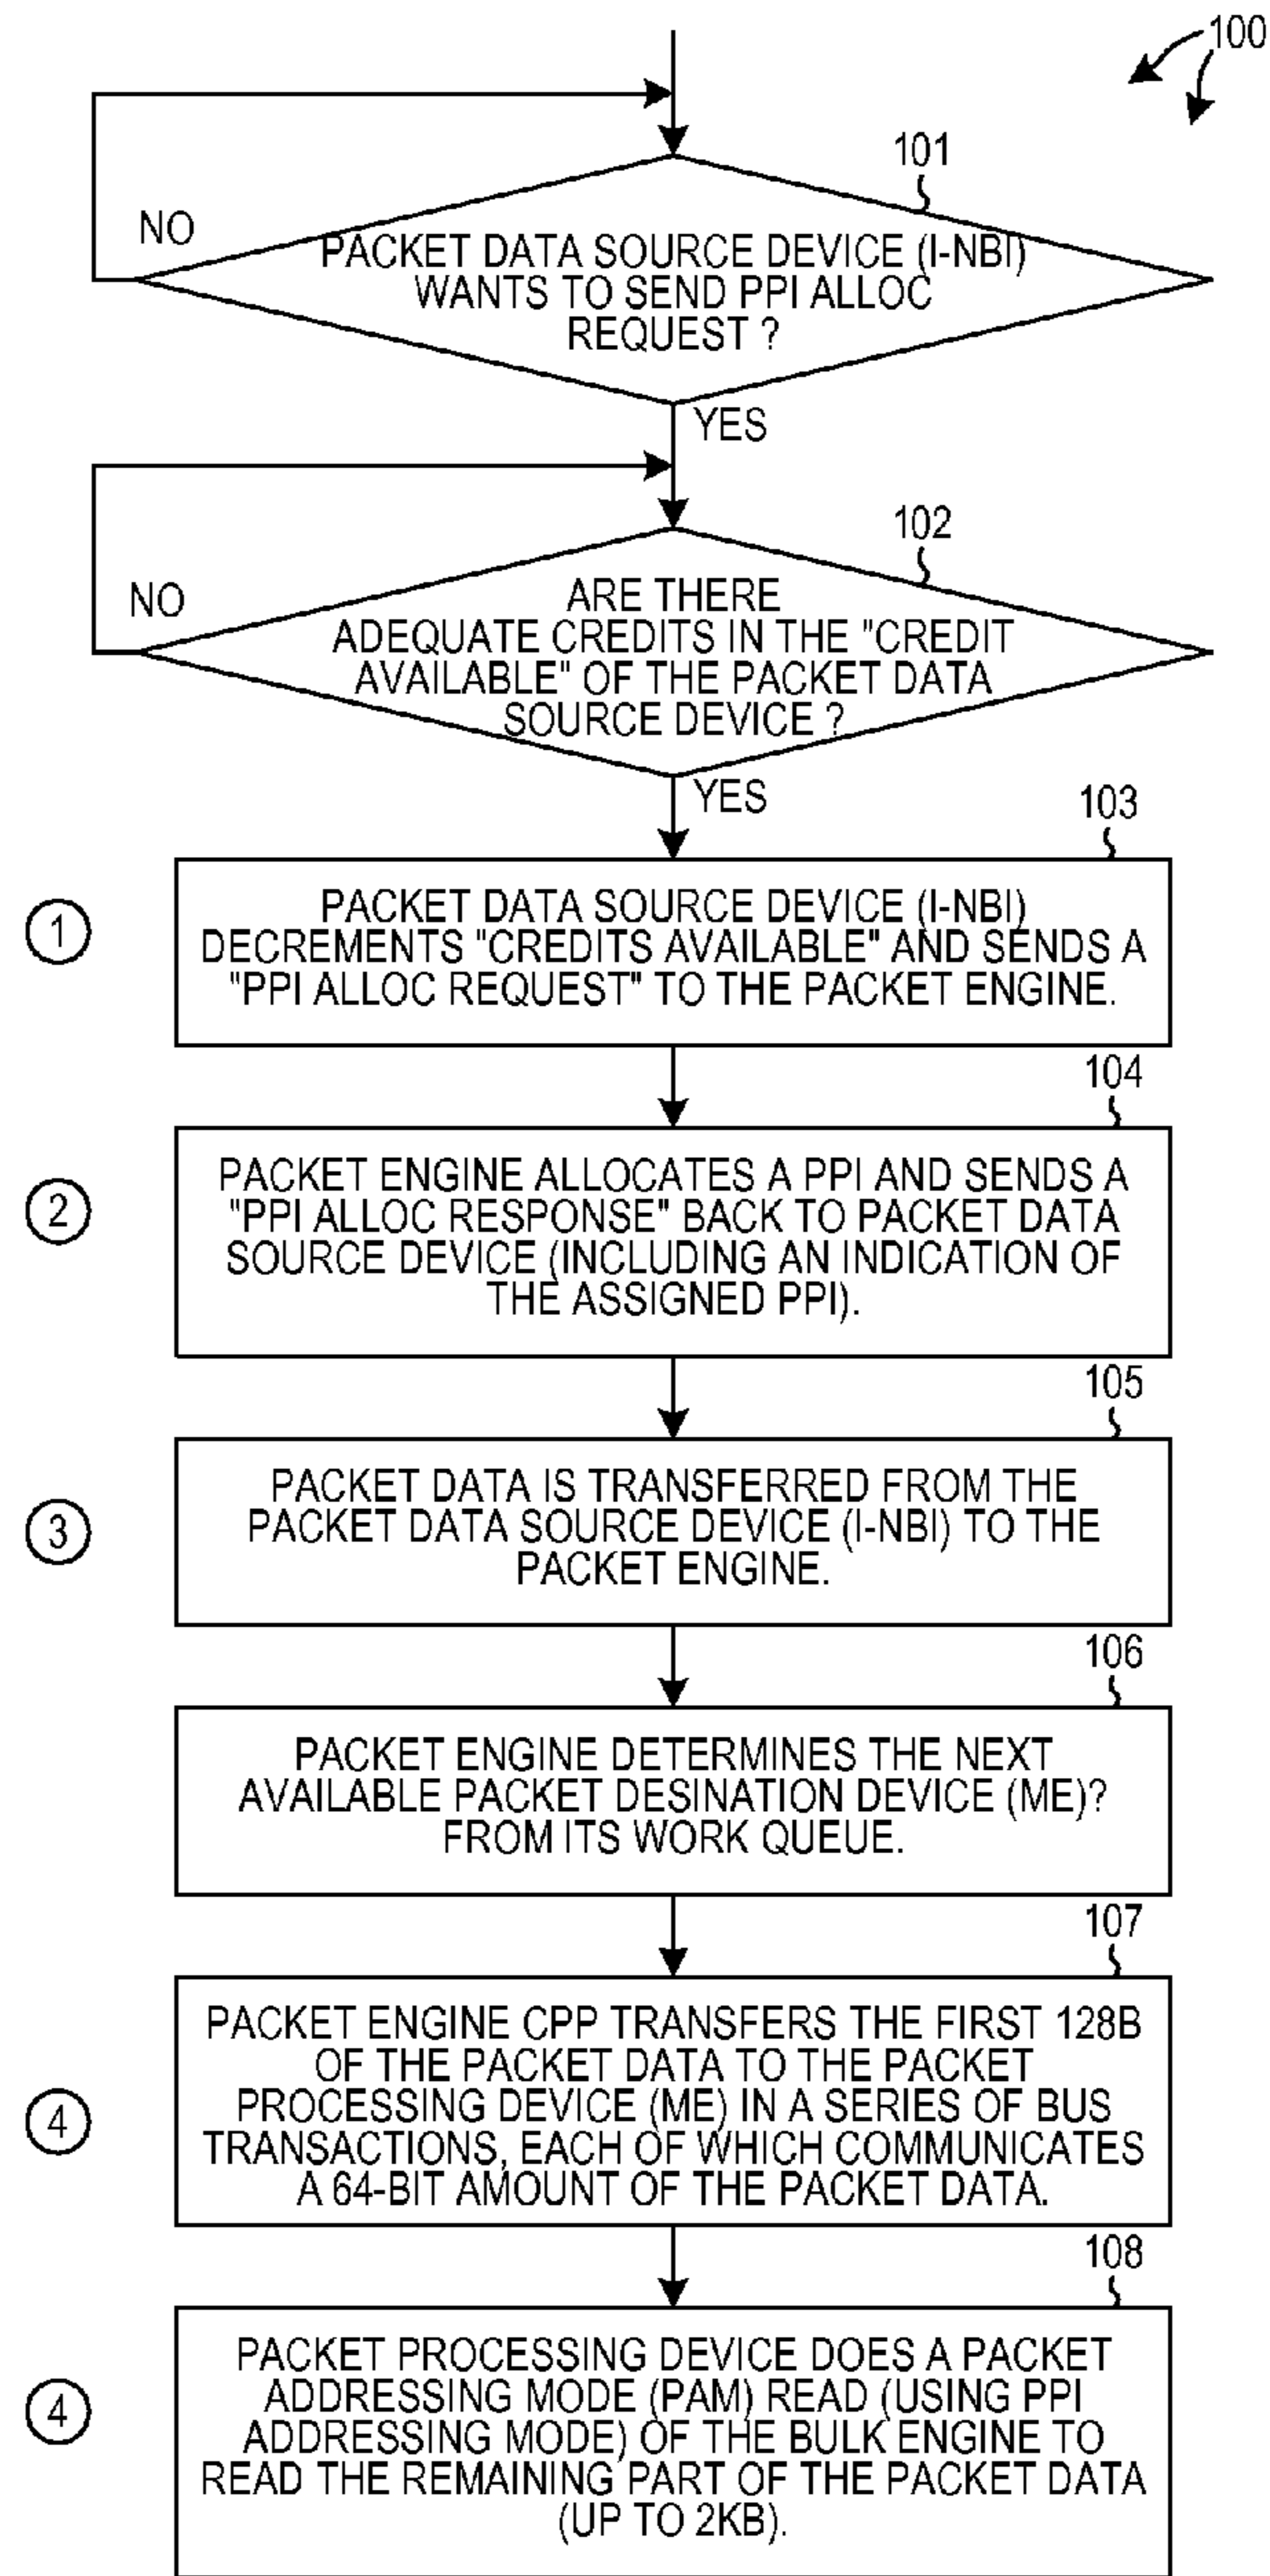 100
101
NO
PACKET DATA SOURCE DEVICE (I-NBI)
WANTS TO SEND PPI ALLOC
REQUEST ?
YES
102
NO
ARE THERE
ADEQUATE CREDITS IN THE "CREDIT
AVAILABLE" OF THE PACKET DATA
SOURCE DEVICE ?
YES
103
1
PACKET DATA SOURCE DEVICE (I-NBI)
DECREMENTS "CREDITS AVAILABLE" AND SENDS A
"PPI ALLOC REQUEST" TO THE PACKET ENGINE.
104
2
PACKET ENGINE ALLOCATES A PPI AND SENDS A
"PPI ALLOC RESPONSE" BACK TO PACKET DATA
SOURCE DEVICE (INCLUDING AN INDICATION OF
THE ASSIGNED PPI).
105
3
PACKET DATA IS TRANSFERRED FROM THE
PACKET DATA SOURCE DEVICE (I-NBI) TO THE
PACKET ENGINE.
106
PACKET ENGINE DETERMINES THE NEXT
AVAILABLE PACKET DESINATION DEVICE (ME)?
FROM ITS WORK QUEUE.
107
4
PACKET ENGINE CPP TRANSFERS THE FIRST 128B
OF THE PACKET DATA TO THE PACKET
PROCESSING DEVICE (ME) IN A SERIES OF BUS
TRANSACTIONS, EACH OF WHICH COMMUNICATES
A 64-BIT AMOUNT OF THE PACKET DATA.
108
4
PACKET PROCESSING DEVICE DOES A PACKET
ADDRESSING MODE (PAM) READ (USING PPI
ADDRESSING MODE) OF THE BULK ENGINE TO
READ THE REMAINING PART OF THE PACKET DATA
(UP TO 2KB).